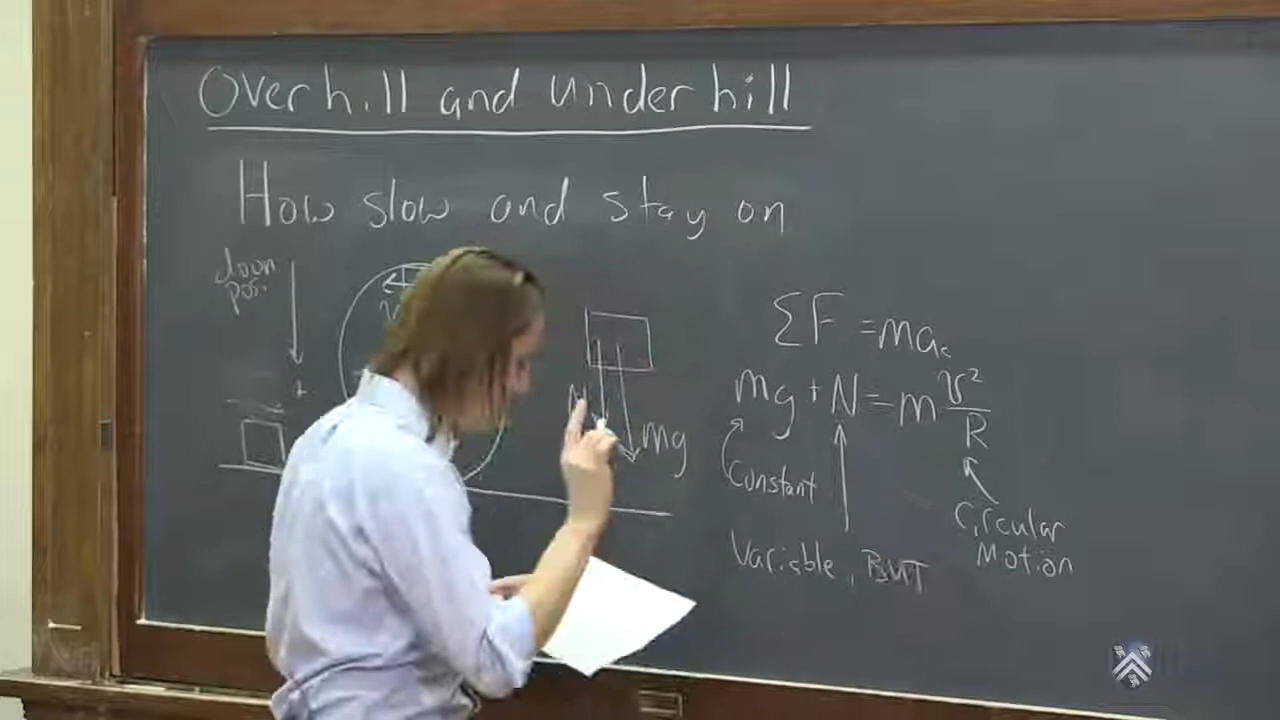 Over hill and under hill
How slow and stay on
down
pos.
+
v
N
mg
ΣF = ma_c
mg + N = m v²/R
Constant
Variable, BUT
Circular
Motion